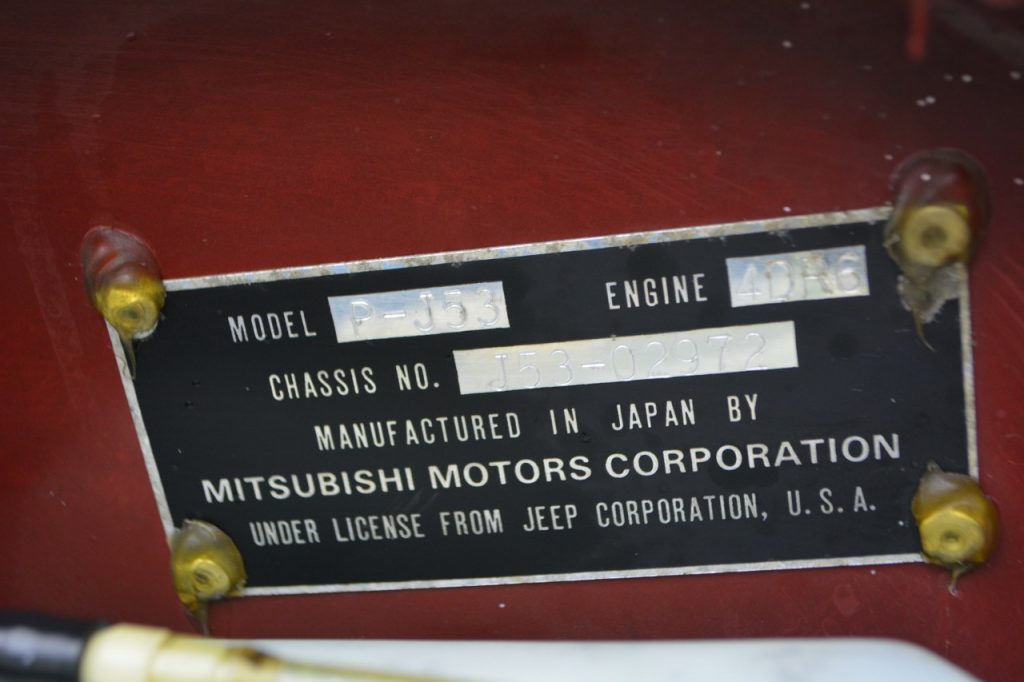 MODEL P-J53 ENGINE 4DR6
CHASSIS NO. J53-02972
MANUFACTURED IN JAPAN BY
MITSUBISHI MOTORS CORPORATION
UNDER LICENSE FROM JEEP CORPORATION, U.S.A.